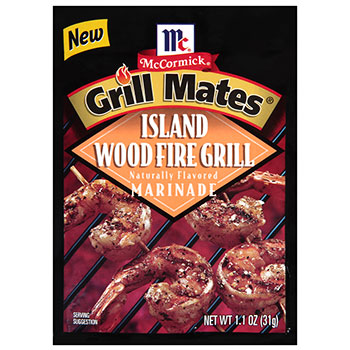 New
Mc
McCormick®
Grill Mates®
ISLAND
WOOD FIRE GRILL
Naturally Flavored
MARINADE
SERVING
SUGGESTION
NET WT 1.1 OZ (31g)